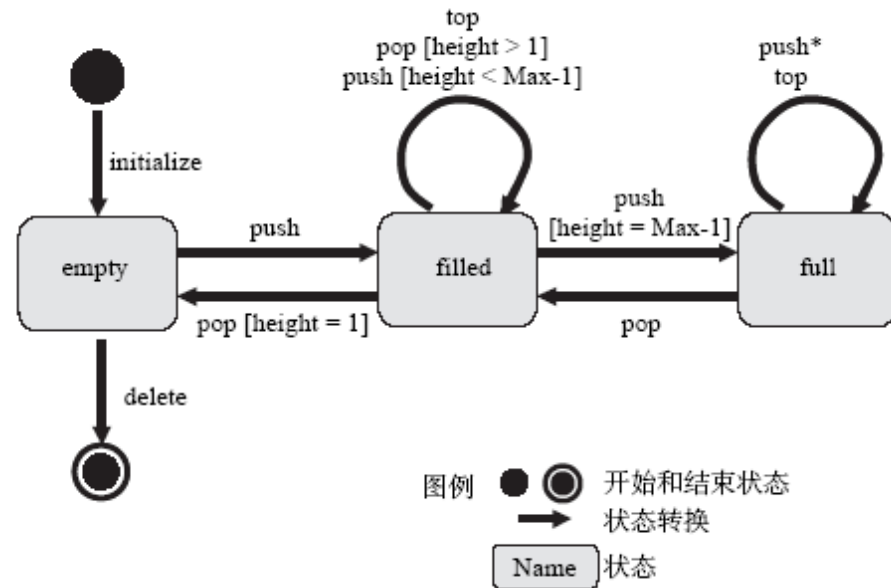 top
pop [height > 1]
push [height < Max-1]
push*
top
initialize
push
push
[height = Max-1]
empty
filled
full
pop [height = 1]
pop
delete
图例
开始和结束状态
状态转换
Name
状态